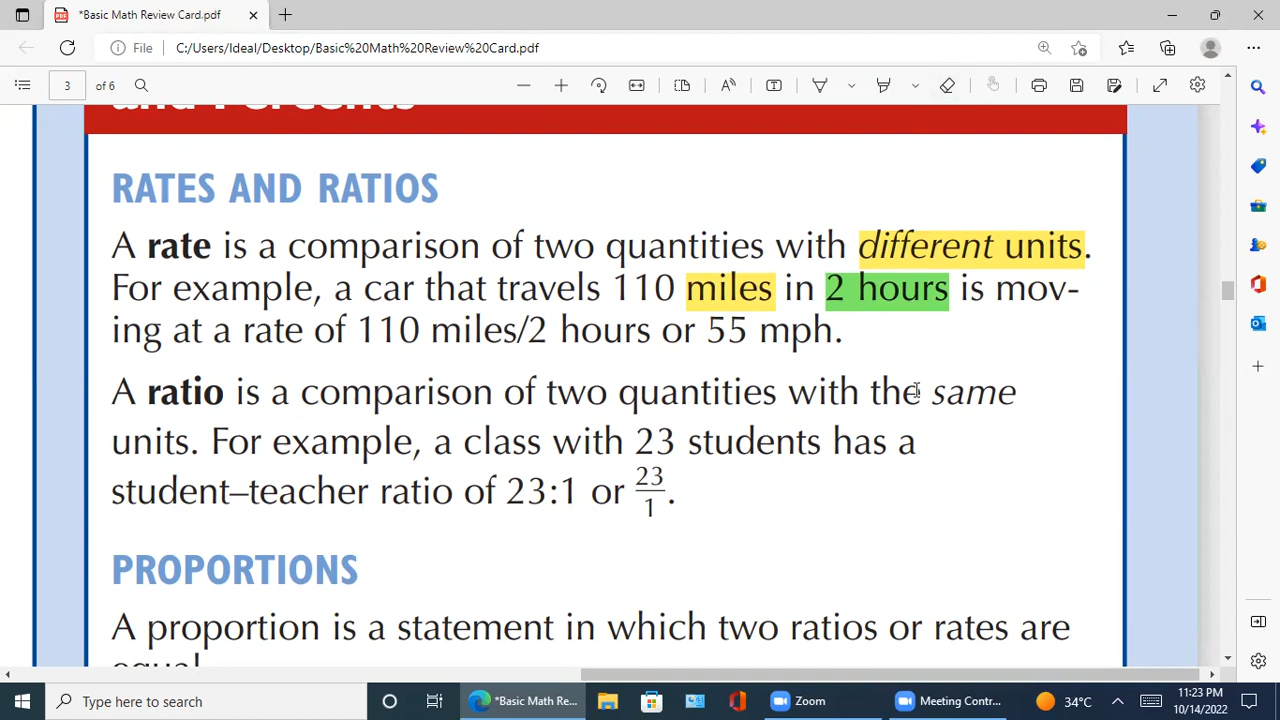 *Basic Math Review Card.pdf
File
C:/Users/Ideal/Desktop/Basic%20Math%20Review%20Card.pdf
3 of 6
and Percents
RATES AND RATIOS
A rate is a comparison of two quantities with different units.
For example, a car that travels 110 miles in 2 hours is mov-
ing at a rate of 110 miles/2 hours or 55 mph.
A ratio is a comparison of two quantities with the same
units. For example, a class with 23 students has a
student–teacher ratio of 23:1 or 23/1.
PROPORTIONS
A proportion is a statement in which two ratios or rates are
equal.
Type here to search
*Basic Math Re...
Zoom
Meeting Contr...
34°C
11:23 PM
10/14/2022